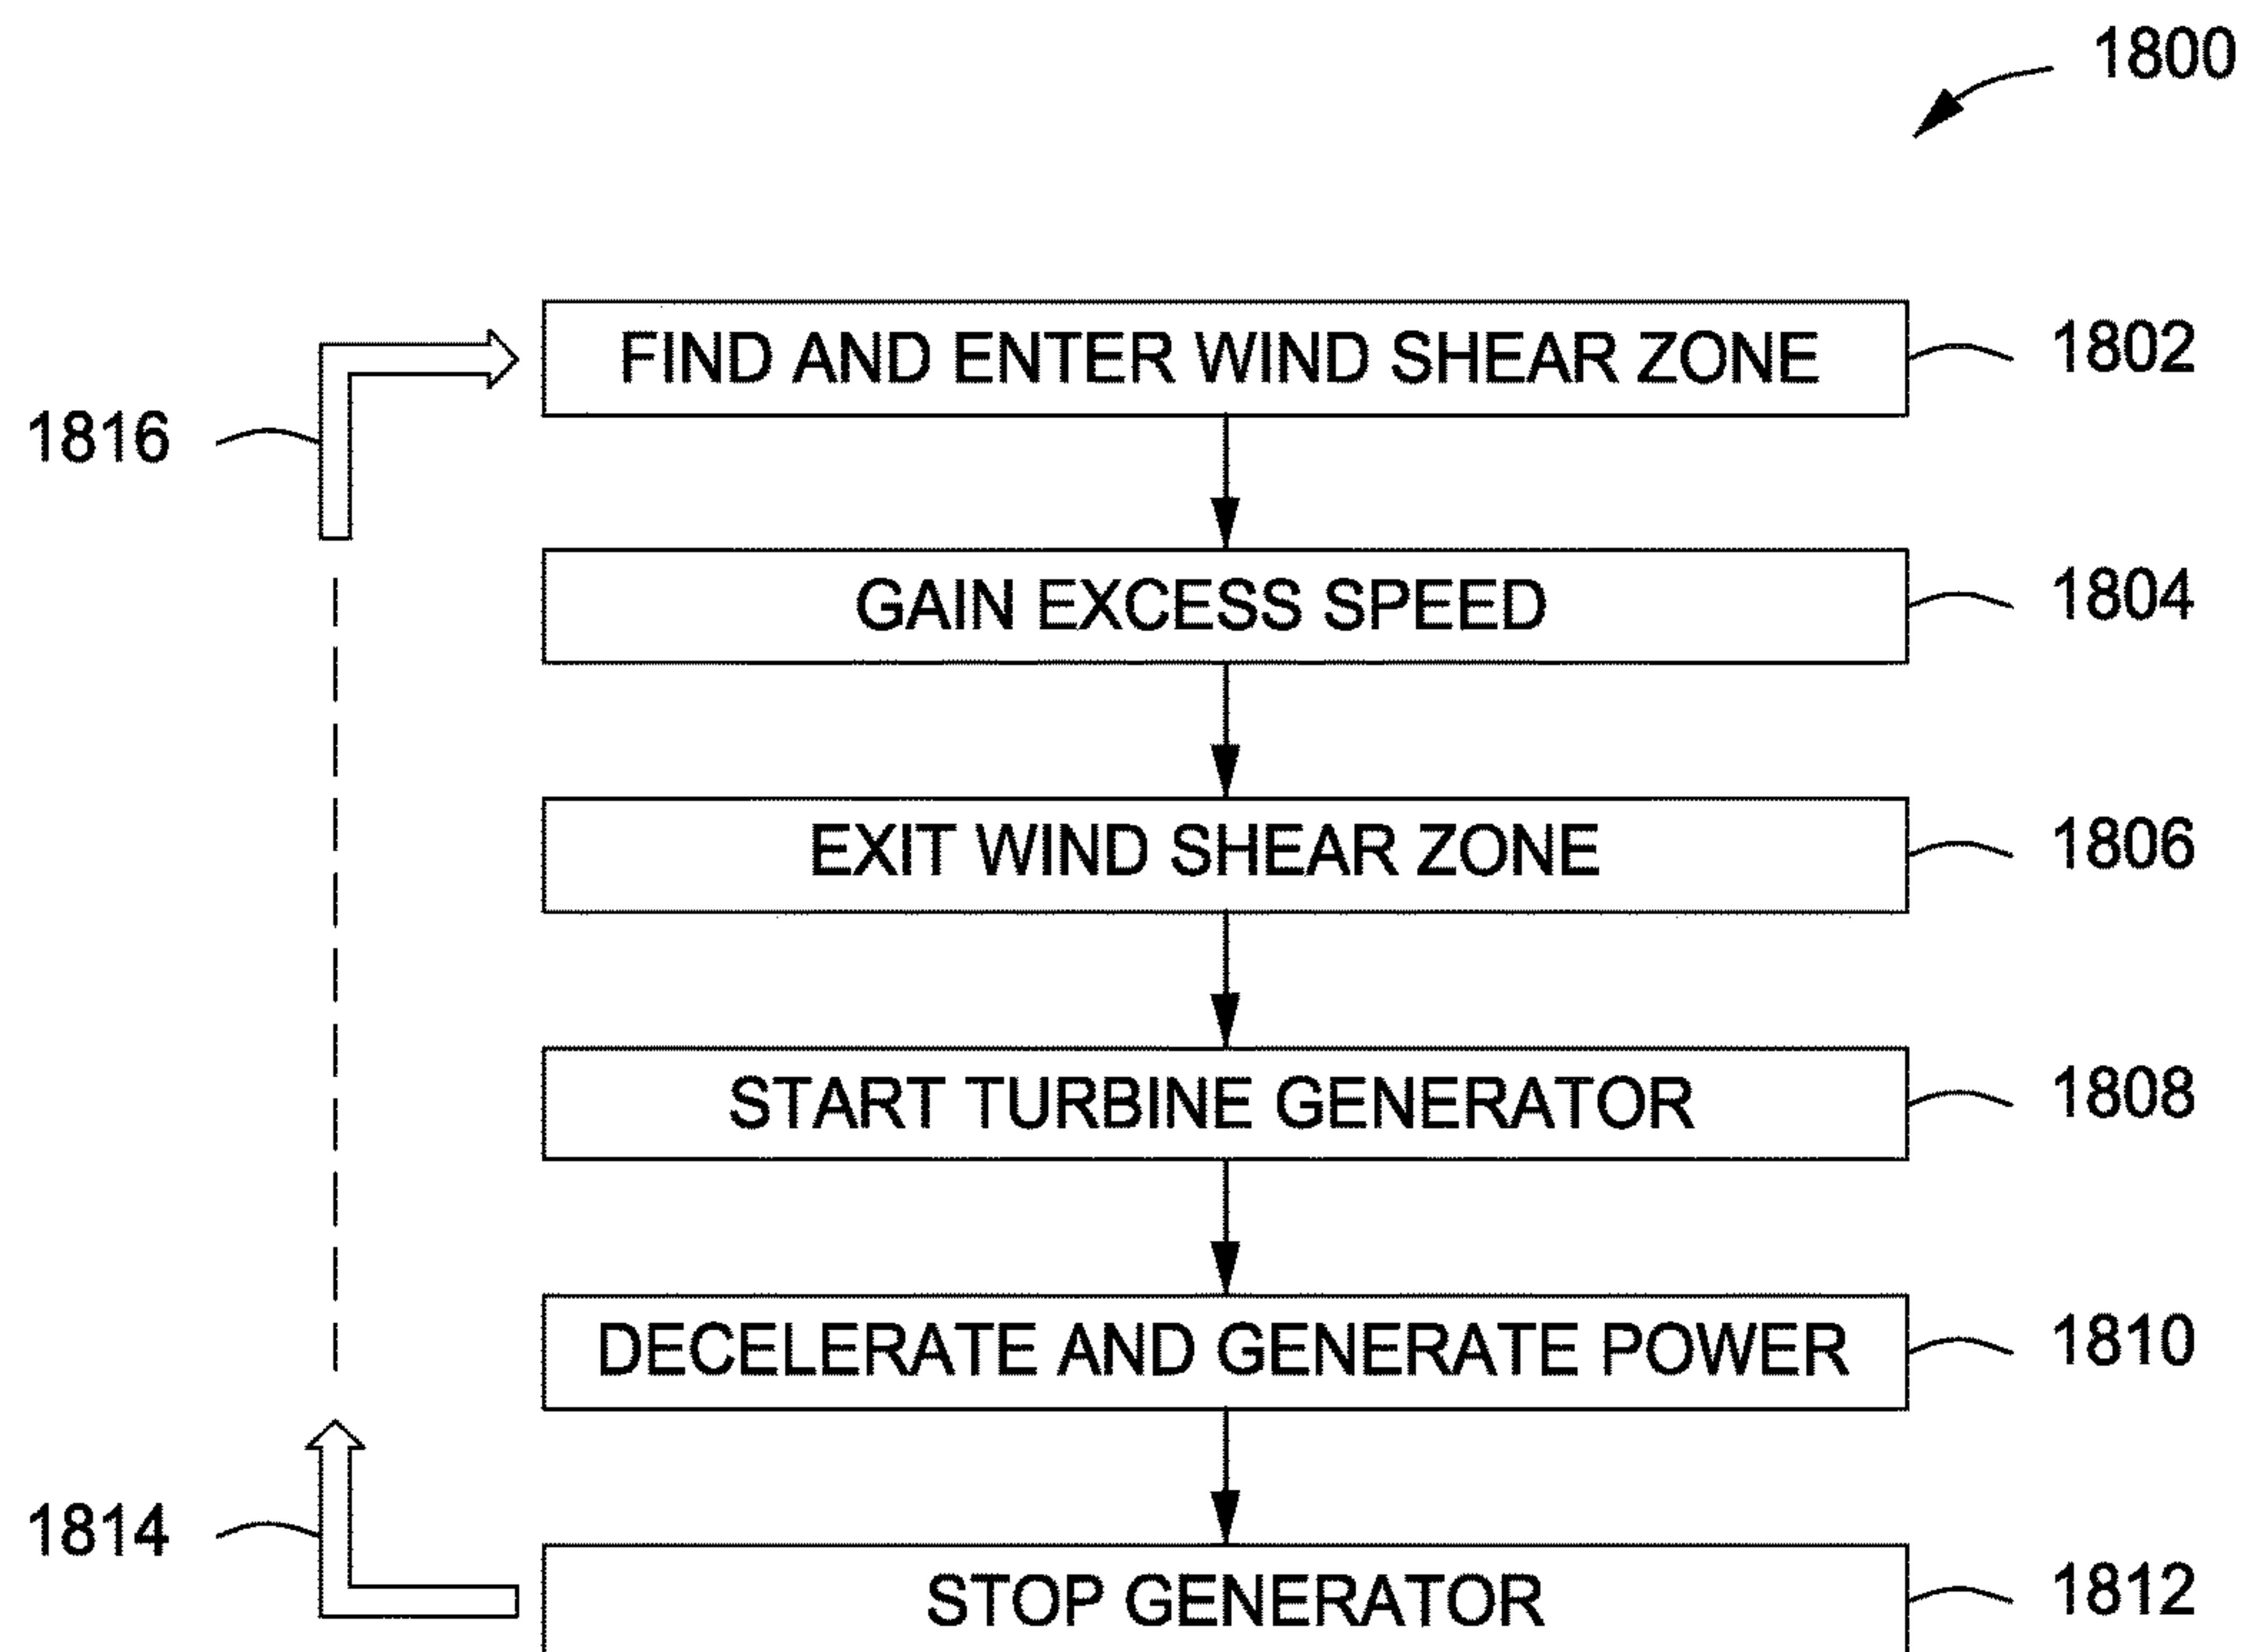 1800
FIND AND ENTER WIND SHEAR ZONE 1802
1816
GAIN EXCESS SPEED 1804
EXIT WIND SHEAR ZONE 1806
START TURBINE GENERATOR 1808
DECELERATE AND GENERATE POWER 1810
1814
STOP GENERATOR 1812